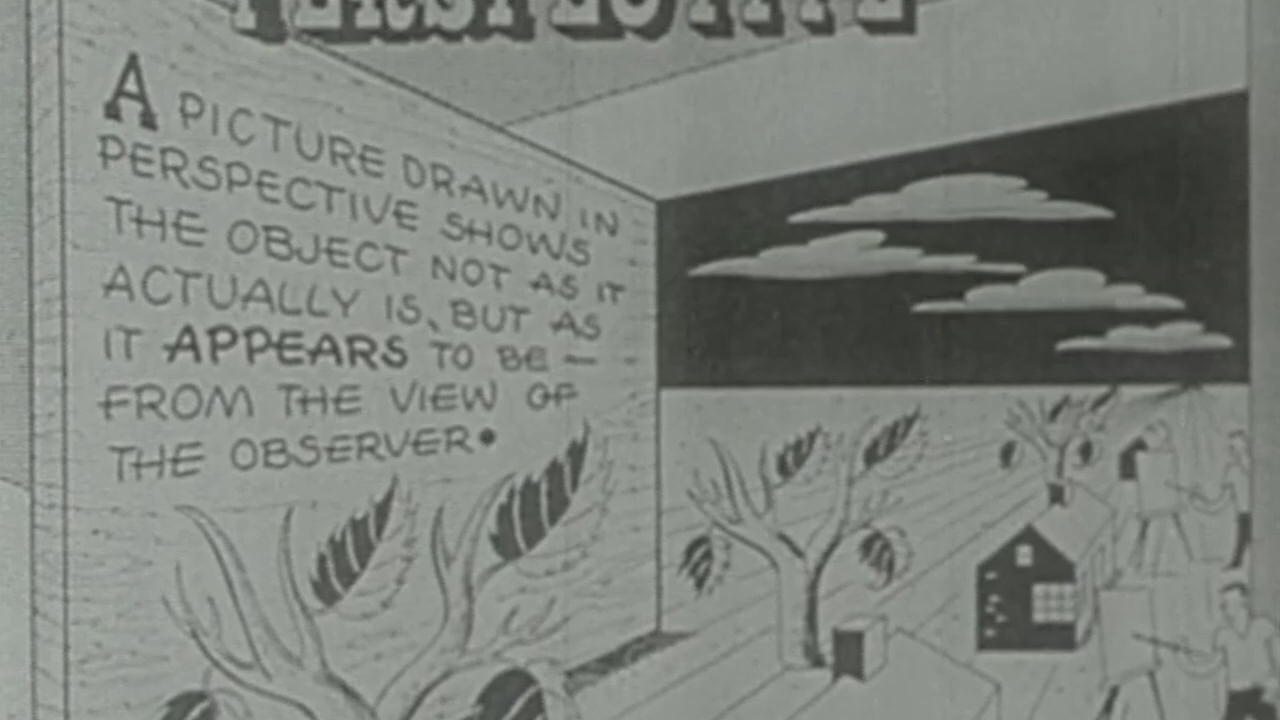 PERSPECTIVE
A PICTURE DRAWN IN
PERSPECTIVE SHOWS
THE OBJECT NOT AS IT
ACTUALLY IS, BUT AS
IT APPEARS TO BE —
FROM THE VIEW OF
THE OBSERVER•